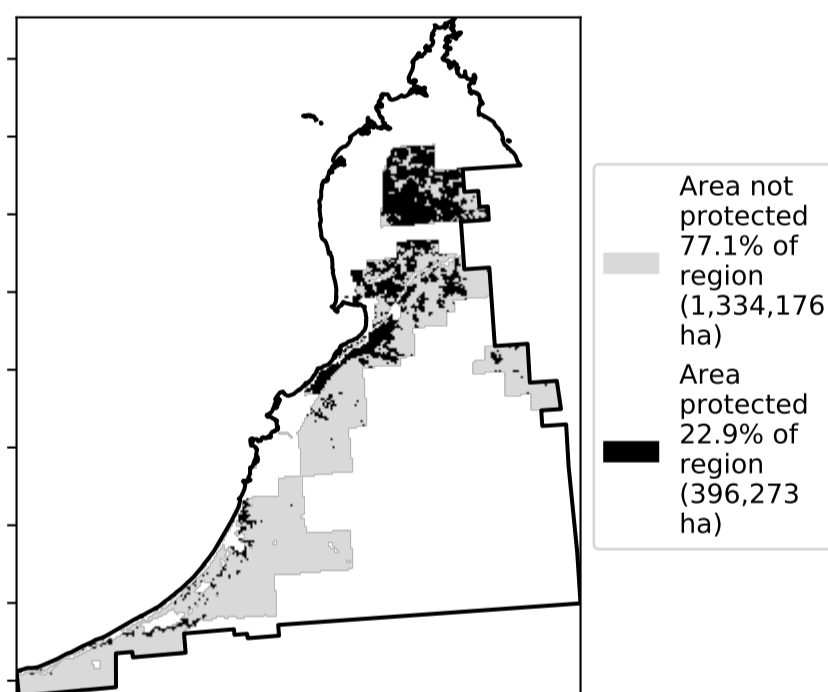 Area not
protected
77.1% of
region
(1,334,176
ha)
Area
protected
22.9% of
region
(396,273
ha)